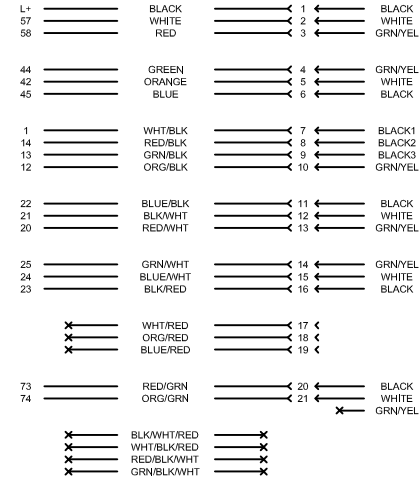 L+ BLACK 1 BLACK
57 WHITE 2 WHITE
58 RED 3 GRN/YEL
44 GREEN 4 GRN/YEL
42 ORANGE 5 WHITE
45 BLUE 6 BLACK
1 WHT/BLK 7 BLACK1
14 RED/BLK 8 BLACK2
13 GRN/BLK 9 BLACK3
12 ORG/BLK 10 GRN/YEL
22 BLUE/BLK 11 BLACK
21 BLK/WHT 12 WHITE
20 RED/WHT 13 GRN/YEL
25 GRN/WHT 14 GRN/YEL
24 BLUE/WHT 15 WHITE
23 BLK/RED 16 BLACK
WHT/RED 17
ORG/RED 18
BLUE/RED 19
73 RED/GRN 20 BLACK
74 ORG/GRN 21 WHITE
GRN/YEL
BLK/WHT/RED
WHT/BLK/RED
RED/BLK/WHT
GRN/BLK/WHT